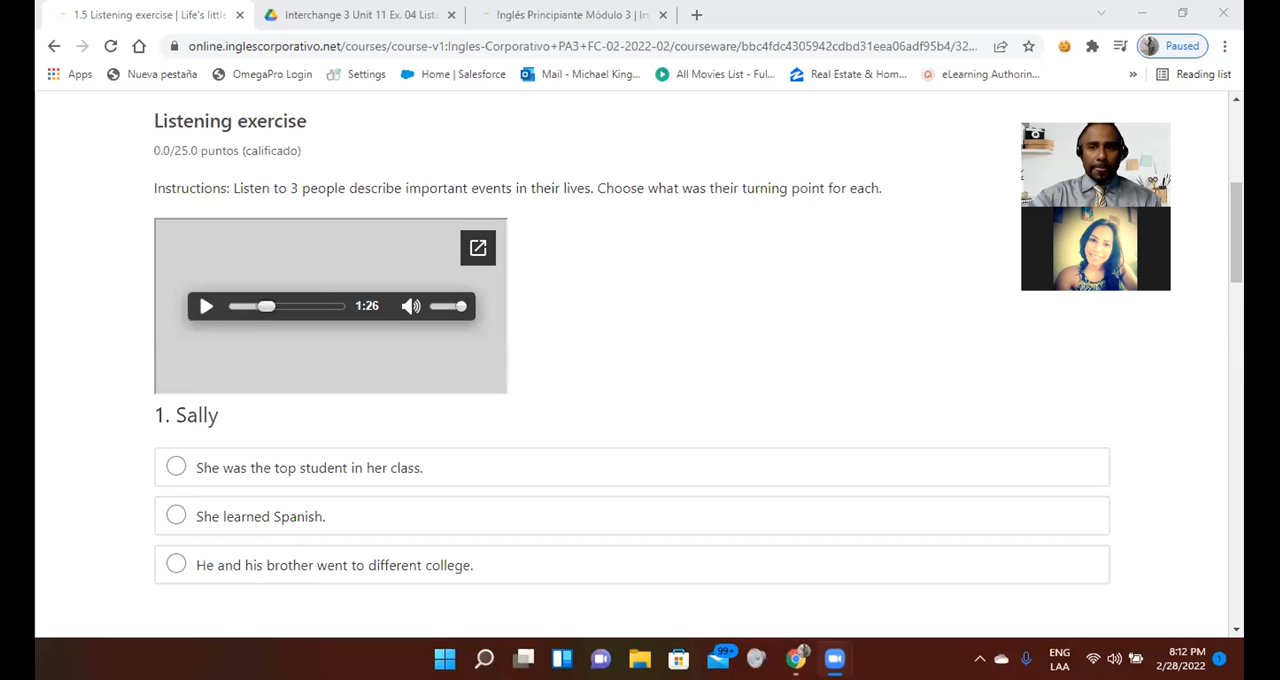 1.5 Listening exercise | Life's little
Interchange 3 Unit 11 Ex. 04 List
Inglés Principiante Módulo 3 | In
online.inglescorporativo.net/courses/course-v1:Ingles-Corporativo+PA3+FC-02-2022-02/courseware/bbc4fdc4305942cdbd31eea06adf95b4/32...
Paused
Apps
Nueva pestaña
OmegaPro Login
Settings
Home | Salesforce
Mail - Michael King...
All Movies List - Ful...
Real Estate & Hom...
eLearning Authorin...
»
Reading list
Listening exercise
0.0/25.0 puntos (calificado)
Instructions: Listen to 3 people describe important events in their lives. Choose what was their turning point for each.
1:26
1. Sally
She was the top student in her class.
She learned Spanish.
He and his brother went to different college.
99+
ENG
LAA
8:12 PM
2/28/2022
1